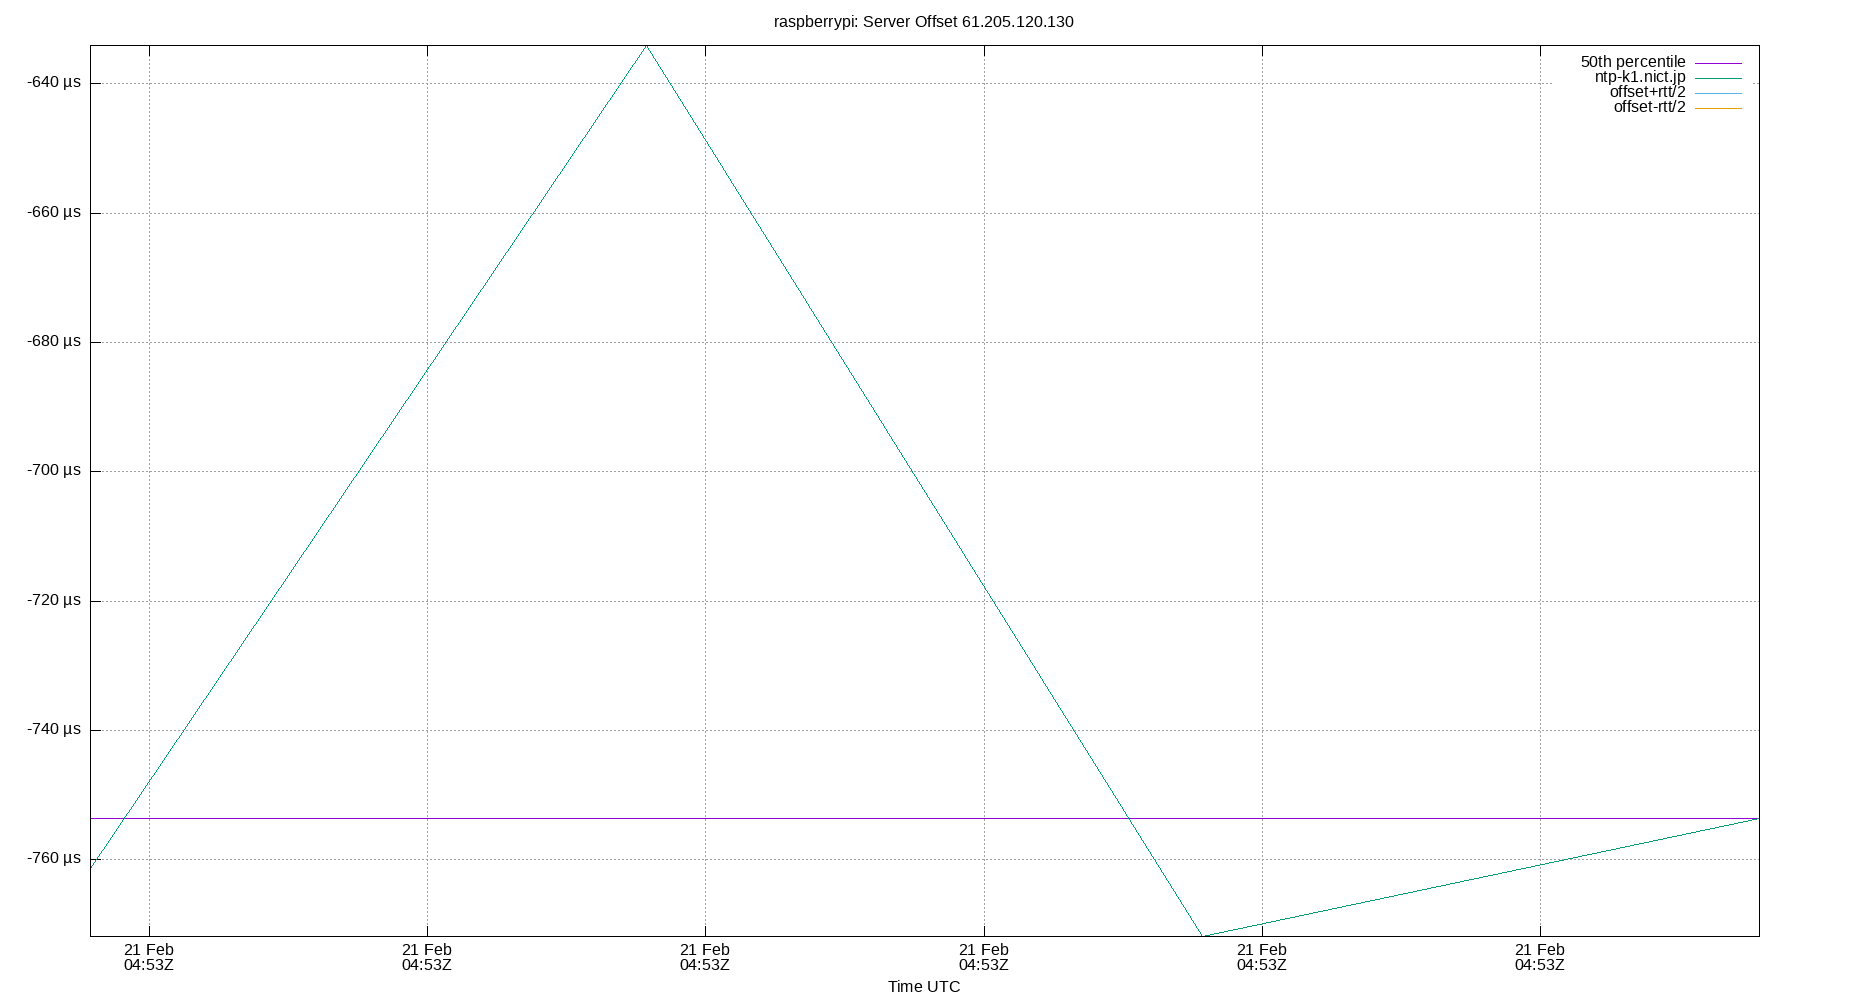 raspberrypi: Server Offset 61.205.120.130
50th percentile
ntp-k1.nict.jp
offset+rtt/2
offset-rtt/2
-640 µs
-660 µs
-680 µs
-700 µs
-720 µs
-740 µs
-760 µs
21 Feb 21 Feb 21 Feb 21 Feb 21 Feb 21 Feb
04:53Z 04:53Z 04:53Z 04:53Z 04:53Z 04:53Z
Time UTC